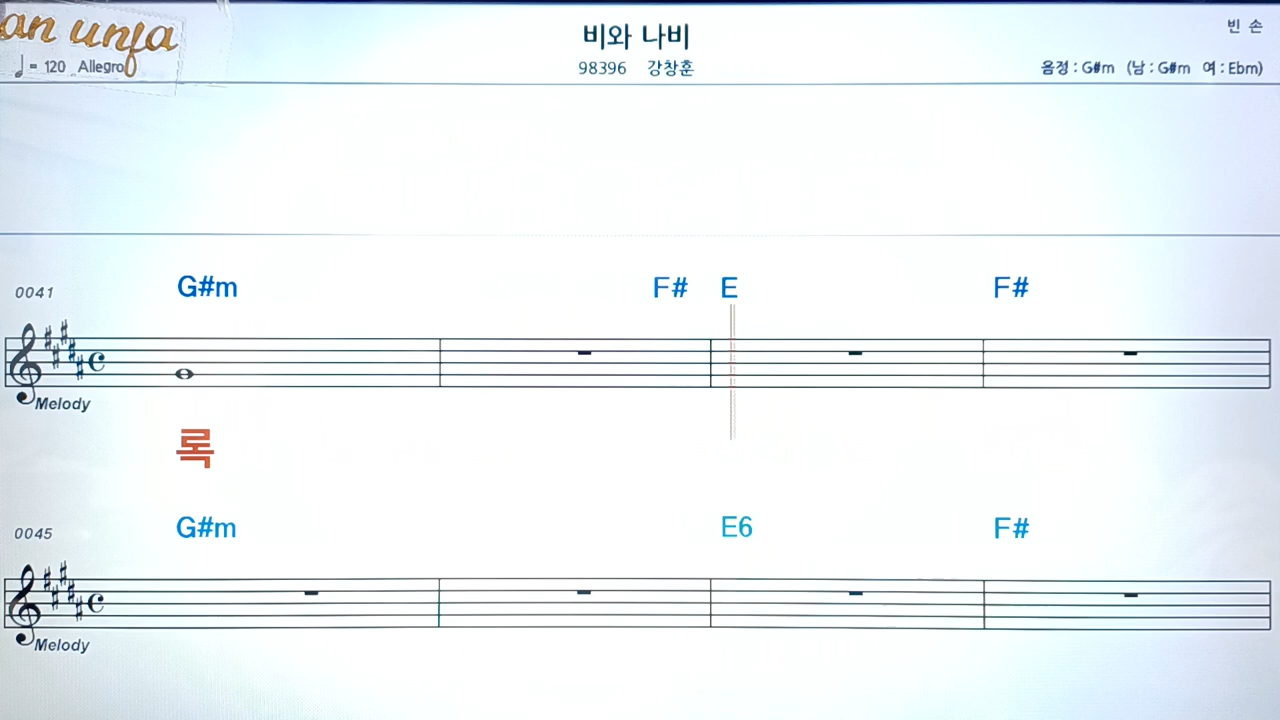 an unfa
♩= 120 Allegro
비와 나비
98396 강창훈
빈 손
음정 : G#m (남 : G#m 여 : Ebm)
0041 G#m F# E F#
Melody
록
0045 G#m E6 F#
Melody